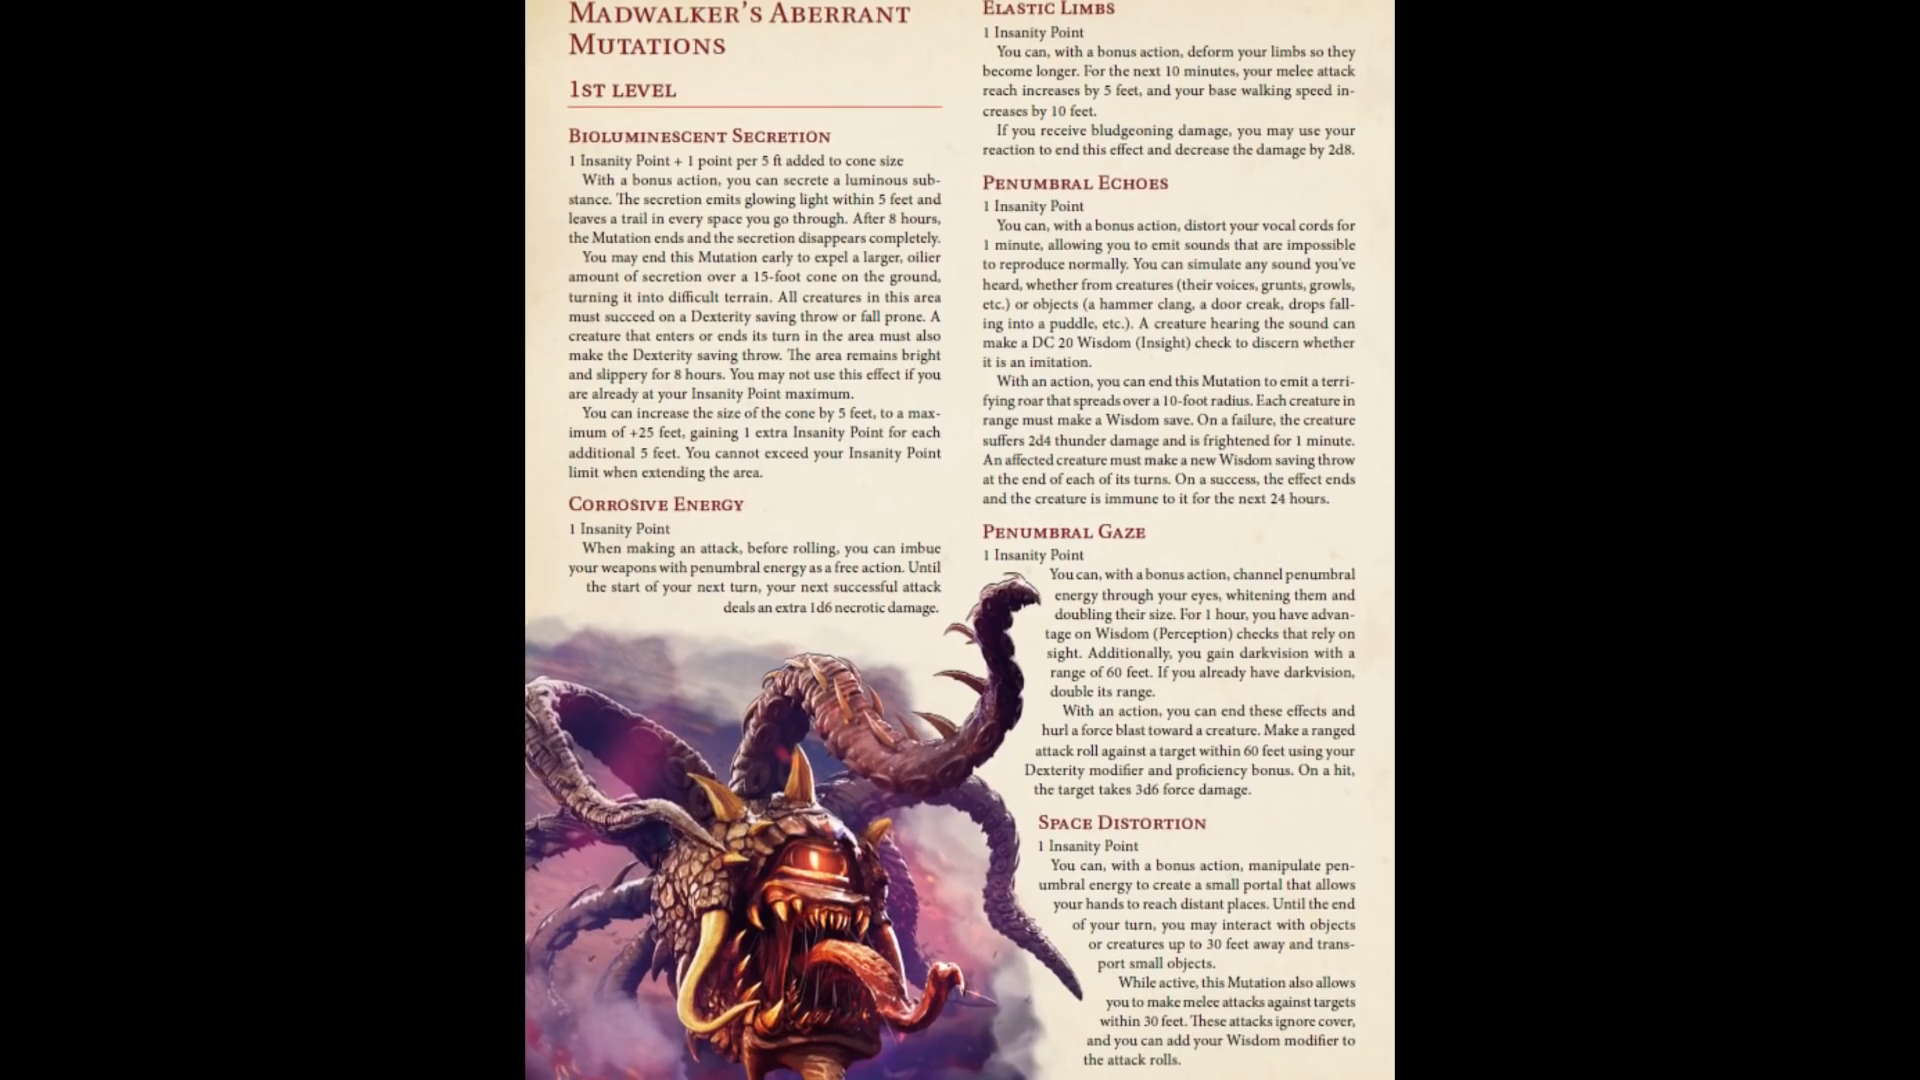 MADWALKER'S ABERRANT
MUTATIONS
1ST LEVEL
BIOLUMINESCENT SECRETION
1 Insanity Point + 1 point per 5 ft added to cone size
With a bonus action, you can secrete a luminous sub-
stance. The secretion emits glowing light within 5 feet and
leaves a trail in every space you go through. After 8 hours,
the Mutation ends and the secretion disappears completely.
You may end this Mutation early to expel a larger, oilier
amount of secretion over a 15-foot cone on the ground,
turning it into difficult terrain. All creatures in this area
must succeed on a Dexterity saving throw or fall prone. A
creature that enters or ends its turn in the area must also
make the Dexterity saving throw. The area remains bright
and slippery for 8 hours. You may not use this effect if you
are already at your Insanity Point maximum.
You can increase the size of the cone by 5 feet, to a max-
imum of +25 feet, gaining 1 extra Insanity Point for each
additional 5 feet. You cannot exceed your Insanity Point
limit when extending the area.
CORROSIVE ENERGY
1 Insanity Point
When making an attack, before rolling, you can imbue
your weapons with penumbral energy as a free action. Until
the start of your next turn, your next successful attack
deals an extra 1d6 necrotic damage.
ELASTIC LIMBS
1 Insanity Point
You can, with a bonus action, deform your limbs so they
become longer. For the next 10 minutes, your melee attack
reach increases by 5 feet, and your base walking speed in-
creases by 10 feet.
If you receive bludgeoning damage, you may use your
reaction to end this effect and decrease the damage by 2d8.
PENUMBRAL ECHOES
1 Insanity Point
You can, with a bonus action, distort your vocal cords for
1 minute, allowing you to emit sounds that are impossible
to reproduce normally. You can simulate any sound you've
heard, whether from creatures (their voices, grunts, growls,
etc.) or objects (a hammer clang, a door creak, drops fall-
ing into a puddle, etc.). A creature hearing the sound can
make a DC 20 Wisdom (Insight) check to discern whether
it is an imitation.
With an action, you can end this Mutation to emit a terri-
fying roar that spreads over a 10-foot radius. Each creature in
range must make a Wisdom save. On a failure, the creature
suffers 2d4 thunder damage and is frightened for 1 minute.
An affected creature must make a new Wisdom saving throw
at the end of each of its turns. On a success, the effect ends
and the creature is immune to it for the next 24 hours.
PENUMBRAL GAZE
1 Insanity Point
You can, with a bonus action, channel penumbral
energy through your eyes, whitening them and
doubling their size. For 1 hour, you have advan-
tage on Wisdom (Perception) checks that rely on
sight. Additionally, you gain darkvision with a
range of 60 feet. If you already have darkvision,
double its range.
With an action, you can end these effects and
hurl a force blast toward a creature. Make a ranged
attack roll against a target within 60 feet using your
Dexterity modifier and proficiency bonus. On a hit,
the target takes 3d6 force damage.
SPACE DISTORTION
1 Insanity Point
You can, with a bonus action, manipulate pen-
umbral energy to create a small portal that allows
your hands to reach distant places. Until the end
of your turn, you may interact with objects
or creatures up to 30 feet away and trans-
port small objects.
While active, this Mutation also allows
you to make melee attacks against targets
within 30 feet. These attacks ignore cover,
and you can add your Wisdom modifier to
the attack rolls.